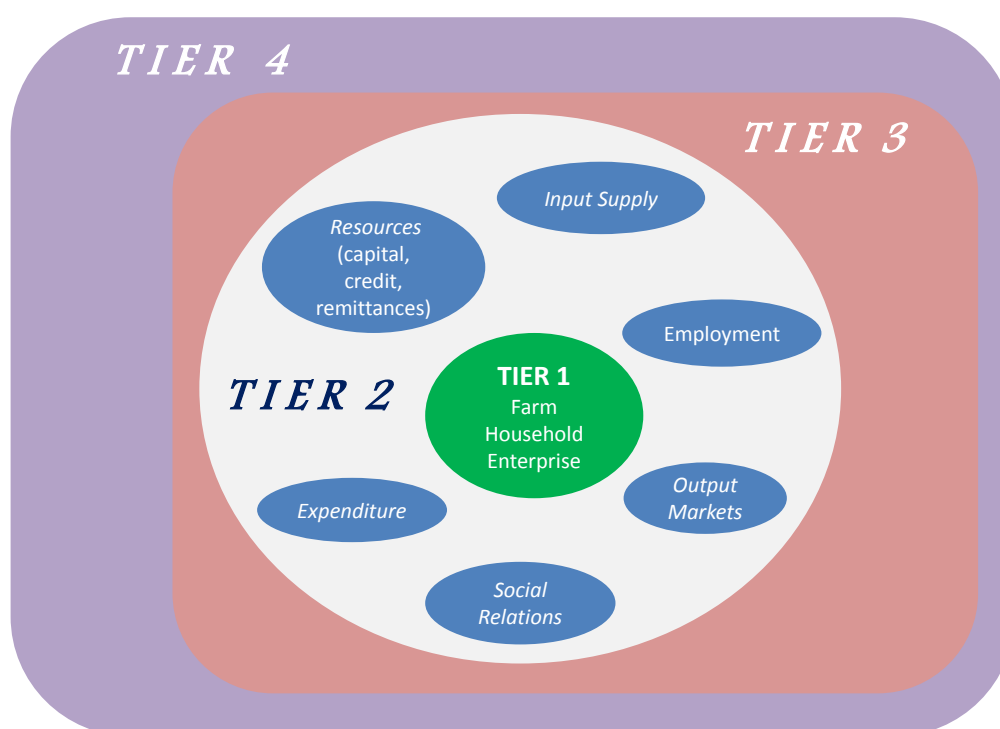 TIER 4
TIER 3
Input Supply
Resources
(capital,
credit,
remittances)
Employment
TIER 1
Farm
Household
Enterprise
TIER 2
Output
Markets
Expenditure
Social
Relations